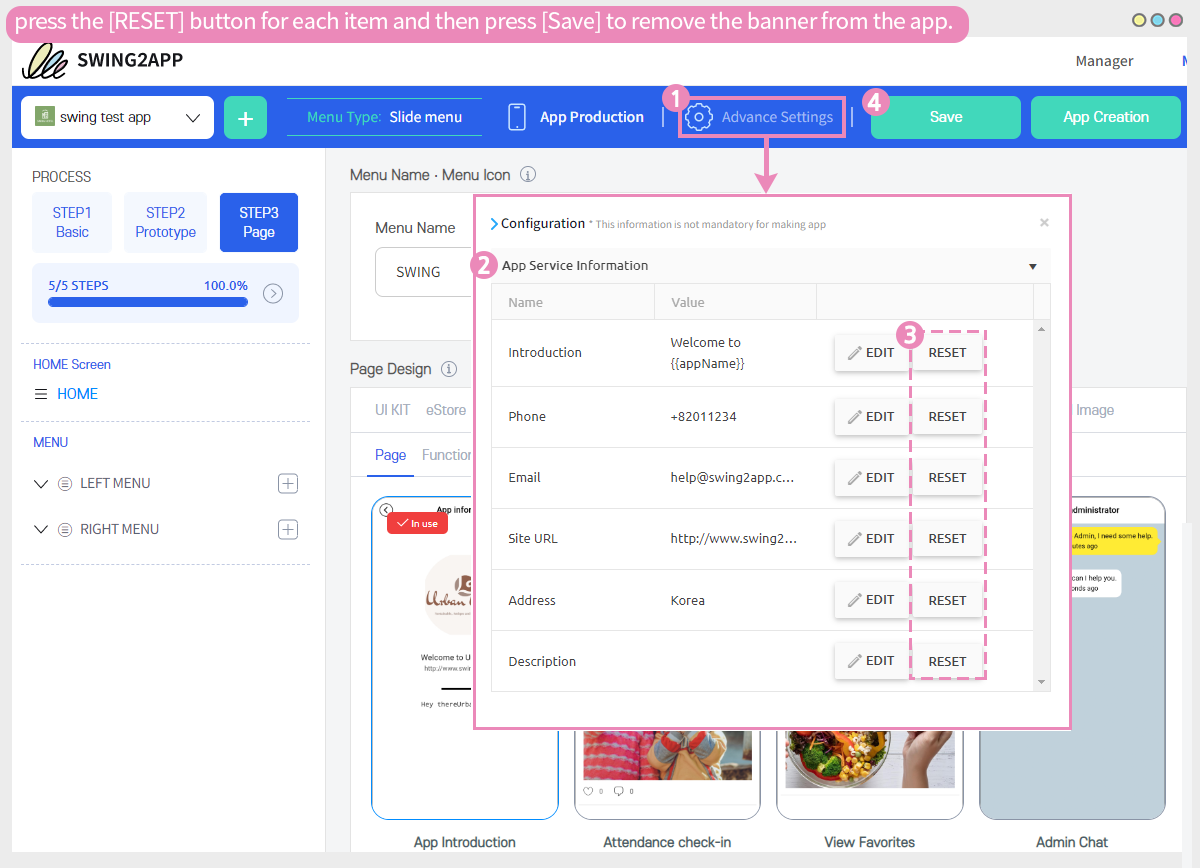 press the [RESET] button for each item and then press [Save] to remove the banner from the app.
SWING2APP
Manager
swing test app
+
Menu Type: Slide menu
App Production
1
Advance Settings
4
Save
App Creation
PROCESS
STEP1
Basic
STEP2
Prototype
STEP3
Page
5/5 STEPS
100.0%
HOME Screen
HOME
MENU
LEFT MENU
RIGHT MENU
Menu Name · Menu Icon
Menu Name
SWING
Page Design
UI KIT
eStore
Image
Page
Function
Configuration * This information is not mandatory for making app
×
2
App Service Information
Name
Value
3
Introduction
Welcome to
{{appName}}
EDIT
RESET
Phone
+82011234
EDIT
RESET
Email
help@swing2app.c...
EDIT
RESET
Site URL
http://www.swing2...
EDIT
RESET
Address
Korea
EDIT
RESET
Description
EDIT
RESET
App infor
In use
Urban
Welcome to U
http://www.swin
Hey thereUrba
0
0
dministrator
Admin, I need some help.
utes ago
can I help you.
onds ago
App Introduction
Attendance check-in
View Favorites
Admin Chat